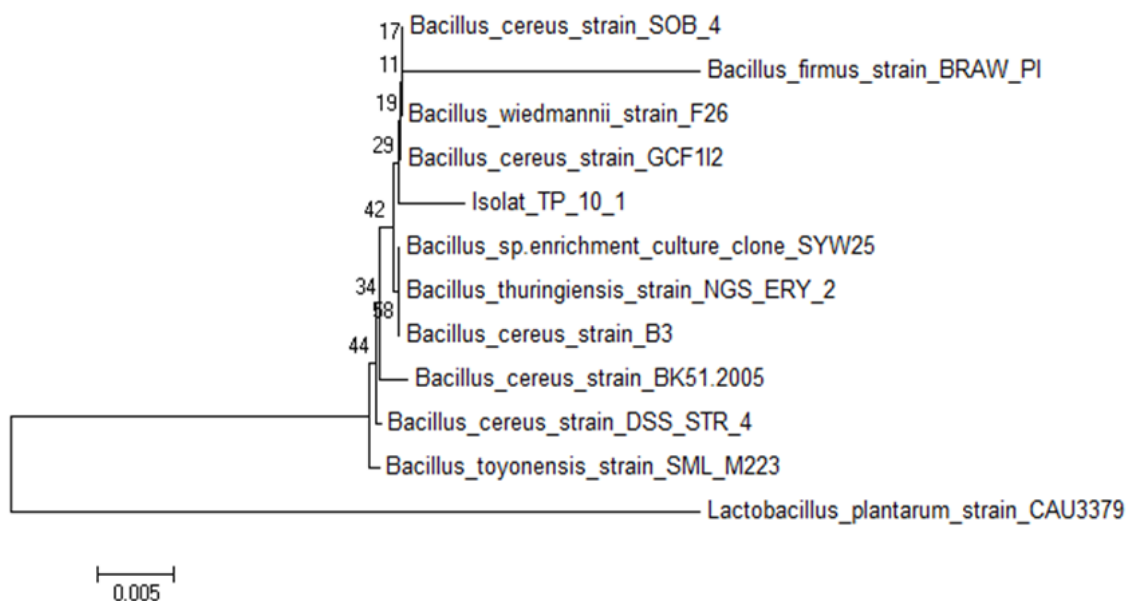 17
Bacillus_cereus_strain_SOB_4
11
Bacillus_firmus_strain_BRAW_PI
19
Bacillus_wiedmannii_strain_F26
29
Bacillus_cereus_strain_GCF1I2
Isolat_TP_10_1
42
Bacillus_sp.enrichment_culture_clone_SYW25
34
Bacillus_thuringiensis_strain_NGS_ERY_2
58
Bacillus_cereus_strain_B3
44
Bacillus_cereus_strain_BK51.2005
Bacillus_cereus_strain_DSS_STR_4
Bacillus_toyonensis_strain_SML_M223
Lactobacillus_plantarum_strain_CAU3379
0.005